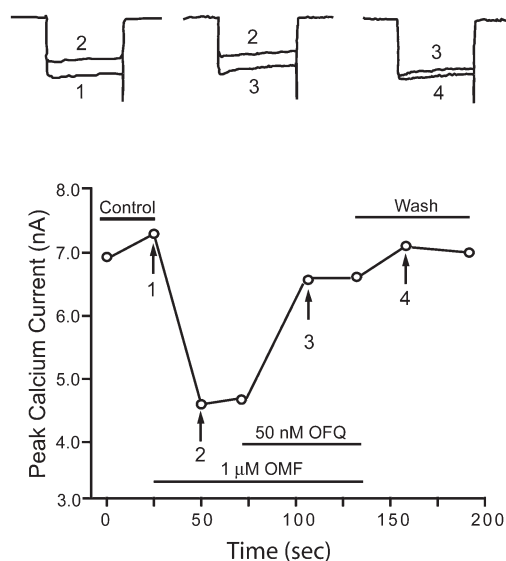 2 2 3
1 3 4
8.0
Control Wash
7.0
1 4
6.0
3
5.0
50 nM OFQ
4.0
2 1 μM OMF
3.0
0 50 100 150 200
Peak Calcium Current (nA)
Time (sec)